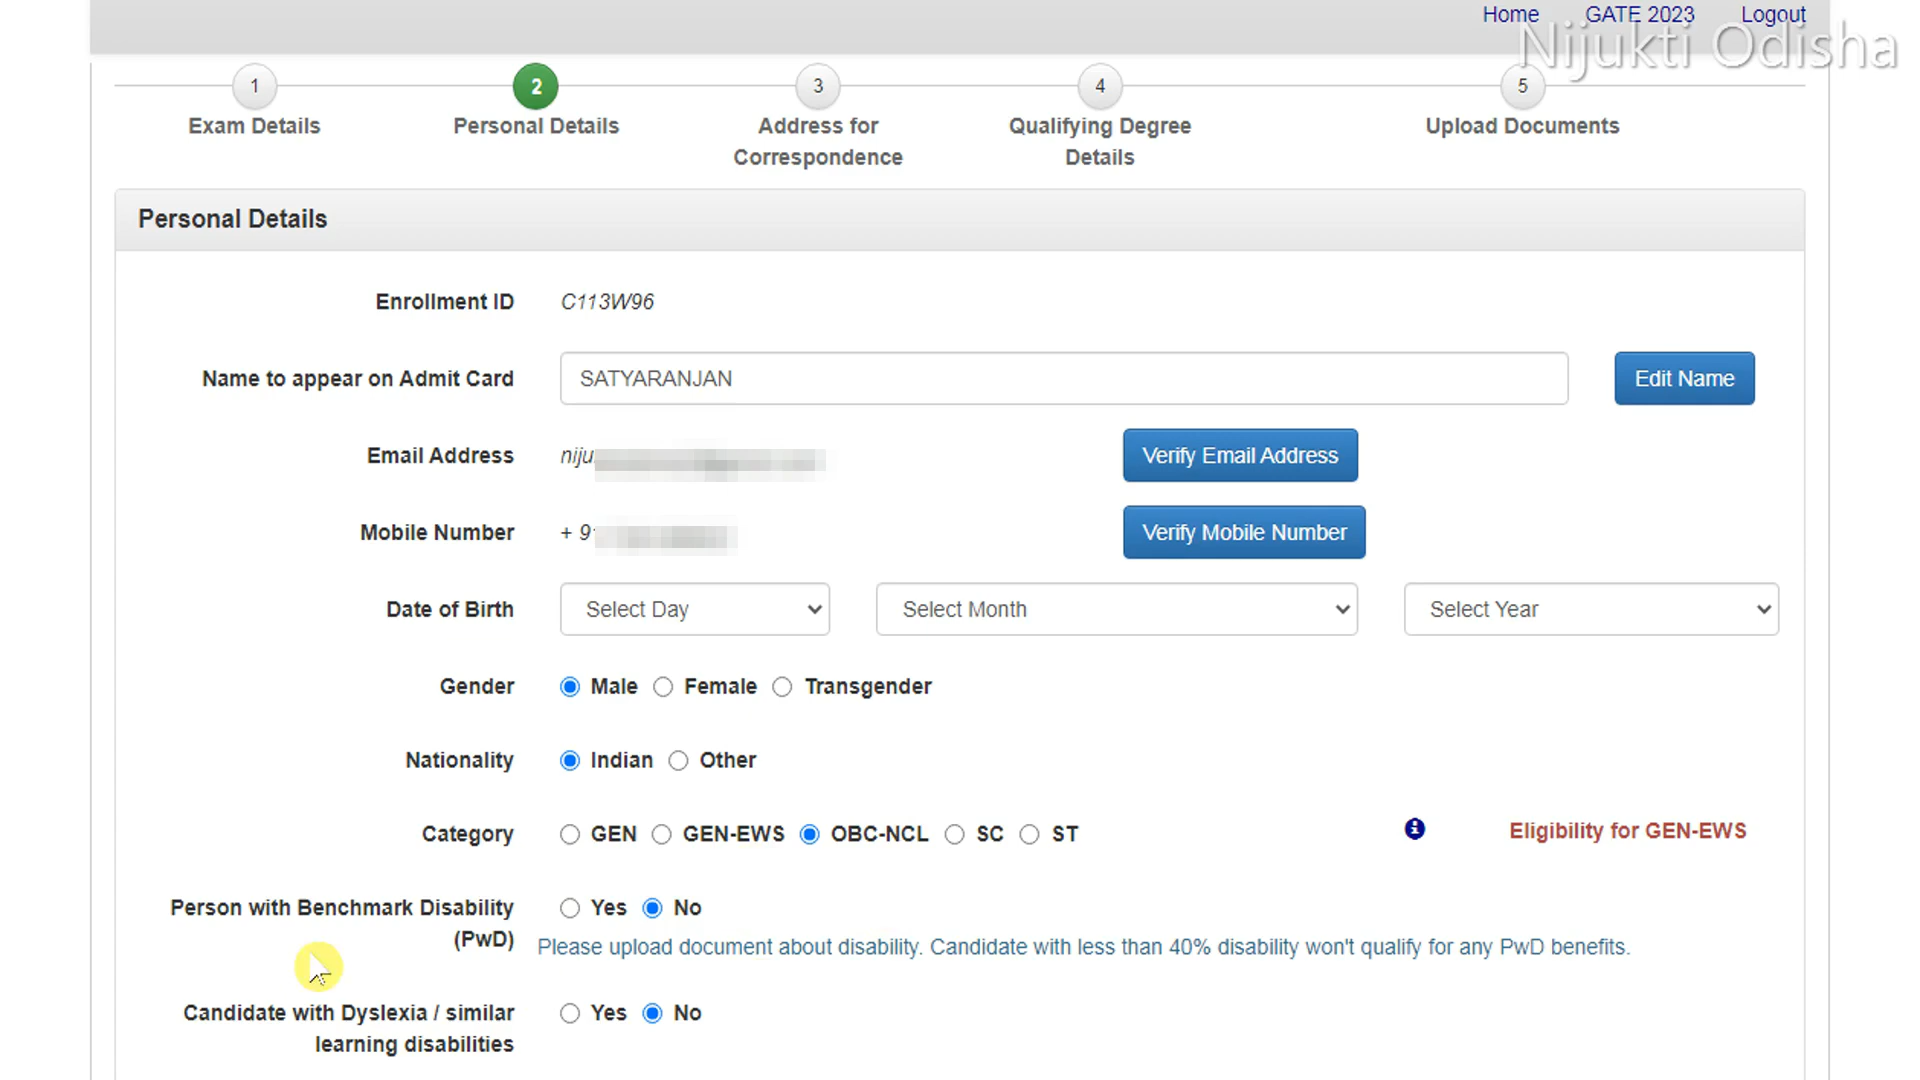 Home GATE 2023 Logout
Nijukti Odisha
1 2 3 4 5
Exam Details Personal Details Address for Correspondence Qualifying Degree Details Upload Documents
Personal Details
Enrollment ID C113W96
Name to appear on Admit Card SATYARANJAN Edit Name
Email Address niju Verify Email Address
Mobile Number + 9 Verify Mobile Number
Date of Birth Select Day Select Month Select Year
Gender Male Female Transgender
Nationality Indian Other
Category GEN GEN-EWS OBC-NCL SC ST Eligibility for GEN-EWS
Person with Benchmark Disability (PwD) Yes No
Please upload document about disability. Candidate with less than 40% disability won't qualify for any PwD benefits.
Candidate with Dyslexia / similar learning disabilities Yes No